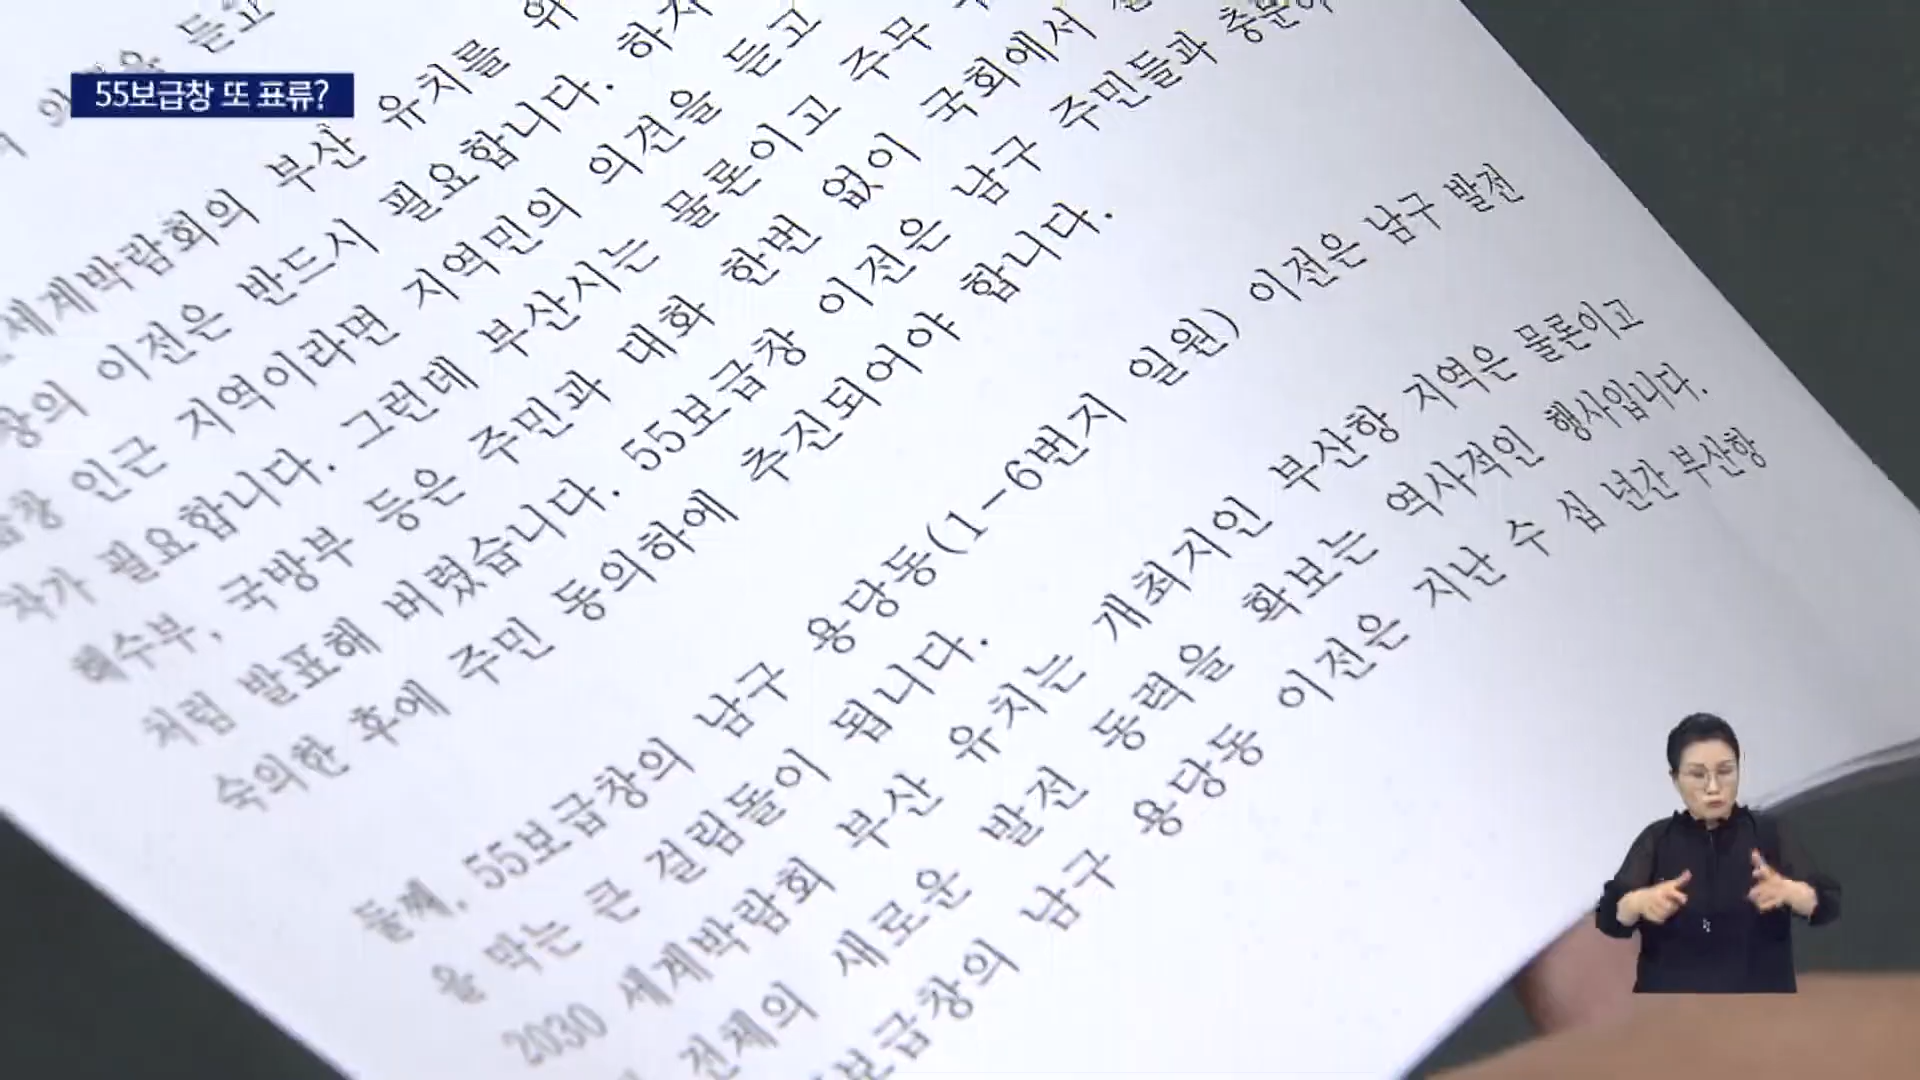 55보급창 또 표류?
듣고
세계박람회의 부산 유치를 위
창의 이전은 반드시 필요합니다. 하지
급창 인근 지역이라면 지역민의 의견을 듣고
차가 필요합니다. 그런데 부산시는 물론이고 주무
해수부, 국방부 등은 주민과 대화 한번 없이 국회에서
처럼 발표해 버렸습니다. 55보급창 이전은 남구 주민들과 충분히
숙의한 후에 주민 동의하에 추진되어야 합니다.
둘째, 55보급창의 남구 용당동(1-6번지 일원) 이전은 남구 발전
을 막는 큰 걸림돌이 됩니다.
2030 세계박람회 부산 유치는 개최지인 부산항 지역은 물론이고
전체의 새로운 발전 동력을 확보는 역사적인 행사입니다.
보급창의 남구 용당동 이전은 지난 수 십 년간 부산항